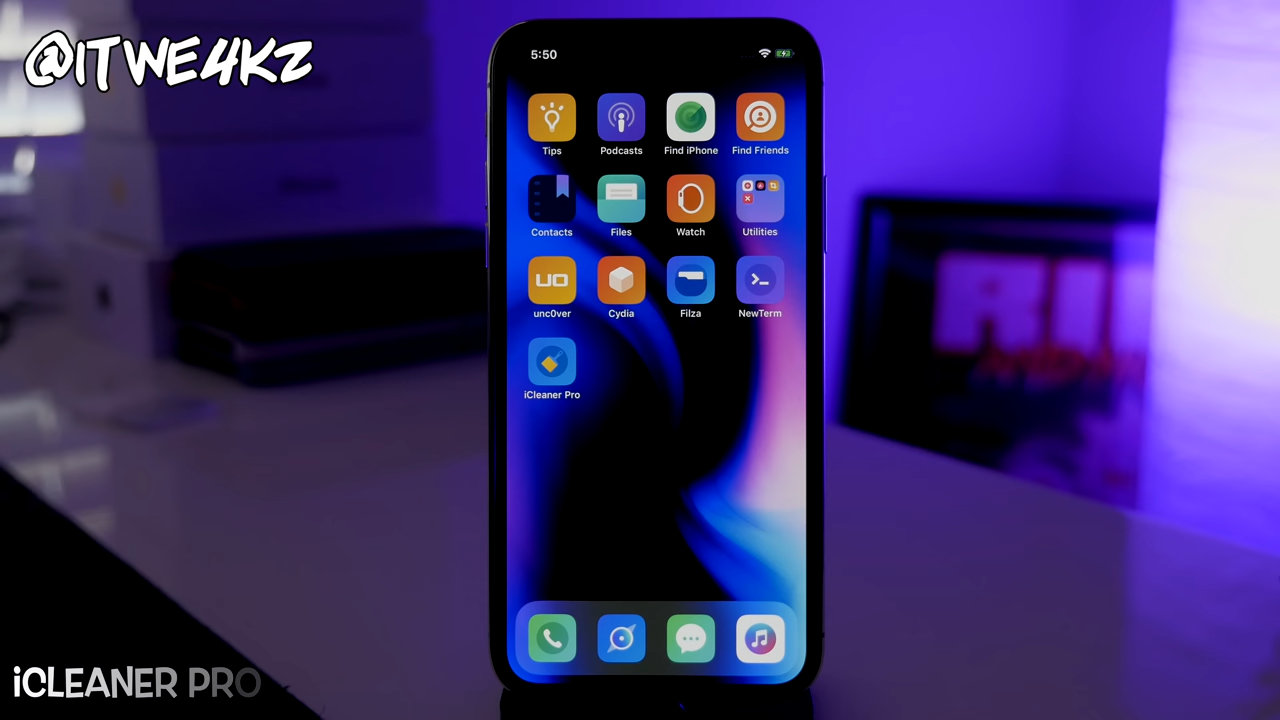 @iTWE4KZ
5:50
Tips Podcasts Find iPhone Find Friends
Contacts Files Watch Utilities
UO
unc0ver Cydia Filza NewTerm
iCleaner Pro
iCLEANER PRO